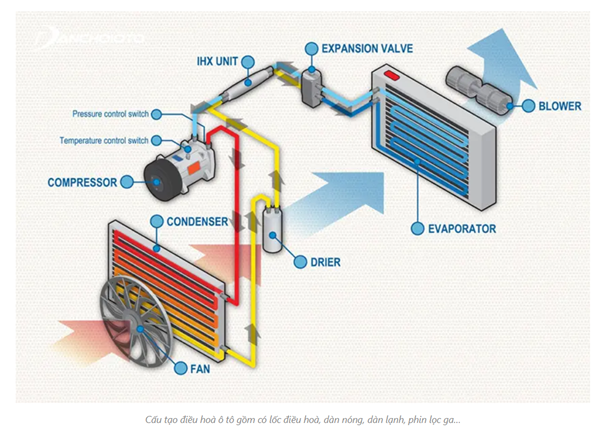 DANCHOIOTO
IHX UNIT
EXPANSION VALVE
Pressure control switch
Temperature control switch
BLOWER
COMPRESSOR
CONDENSER
EVAPORATOR
DRIER
FAN
Cấu tạo điều hoà ô tô gồm có lốc điều hoà, dàn nóng, dàn lạnh, phin lọc ga...